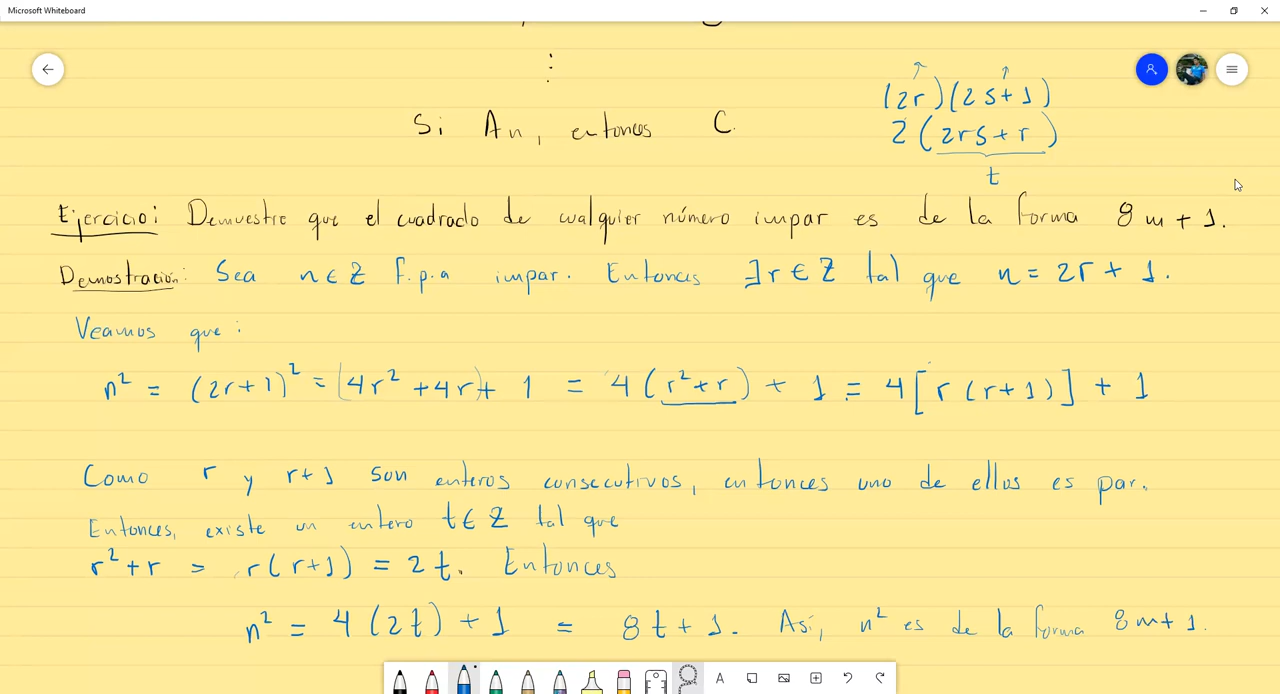 Microsoft Whiteboard
⋮
Si An, entonces C.
(2r)(2s+1)
2(2rs+r)
t
Ejercicio: Demuestre que el cuadrado de cualquier número impar es de la forma 8m+1.
Demostración: Sea n∈Z f.p.a impar. Entonces ∃r∈Z tal que n=2r+1.
Veamos que:
n² = (2r+1)² = (4r²+4r)+1 = 4(r²+r)+1 = 4[r(r+1)]+1
Como r y r+1 son enteros consecutivos, entonces uno de ellos es par.
Entonces, existe un entero t∈Z tal que
r²+r = r(r+1) = 2t. Entonces
n² = 4(2t)+1 = 8t+1. Así, n² es de la forma 8m+1.
A